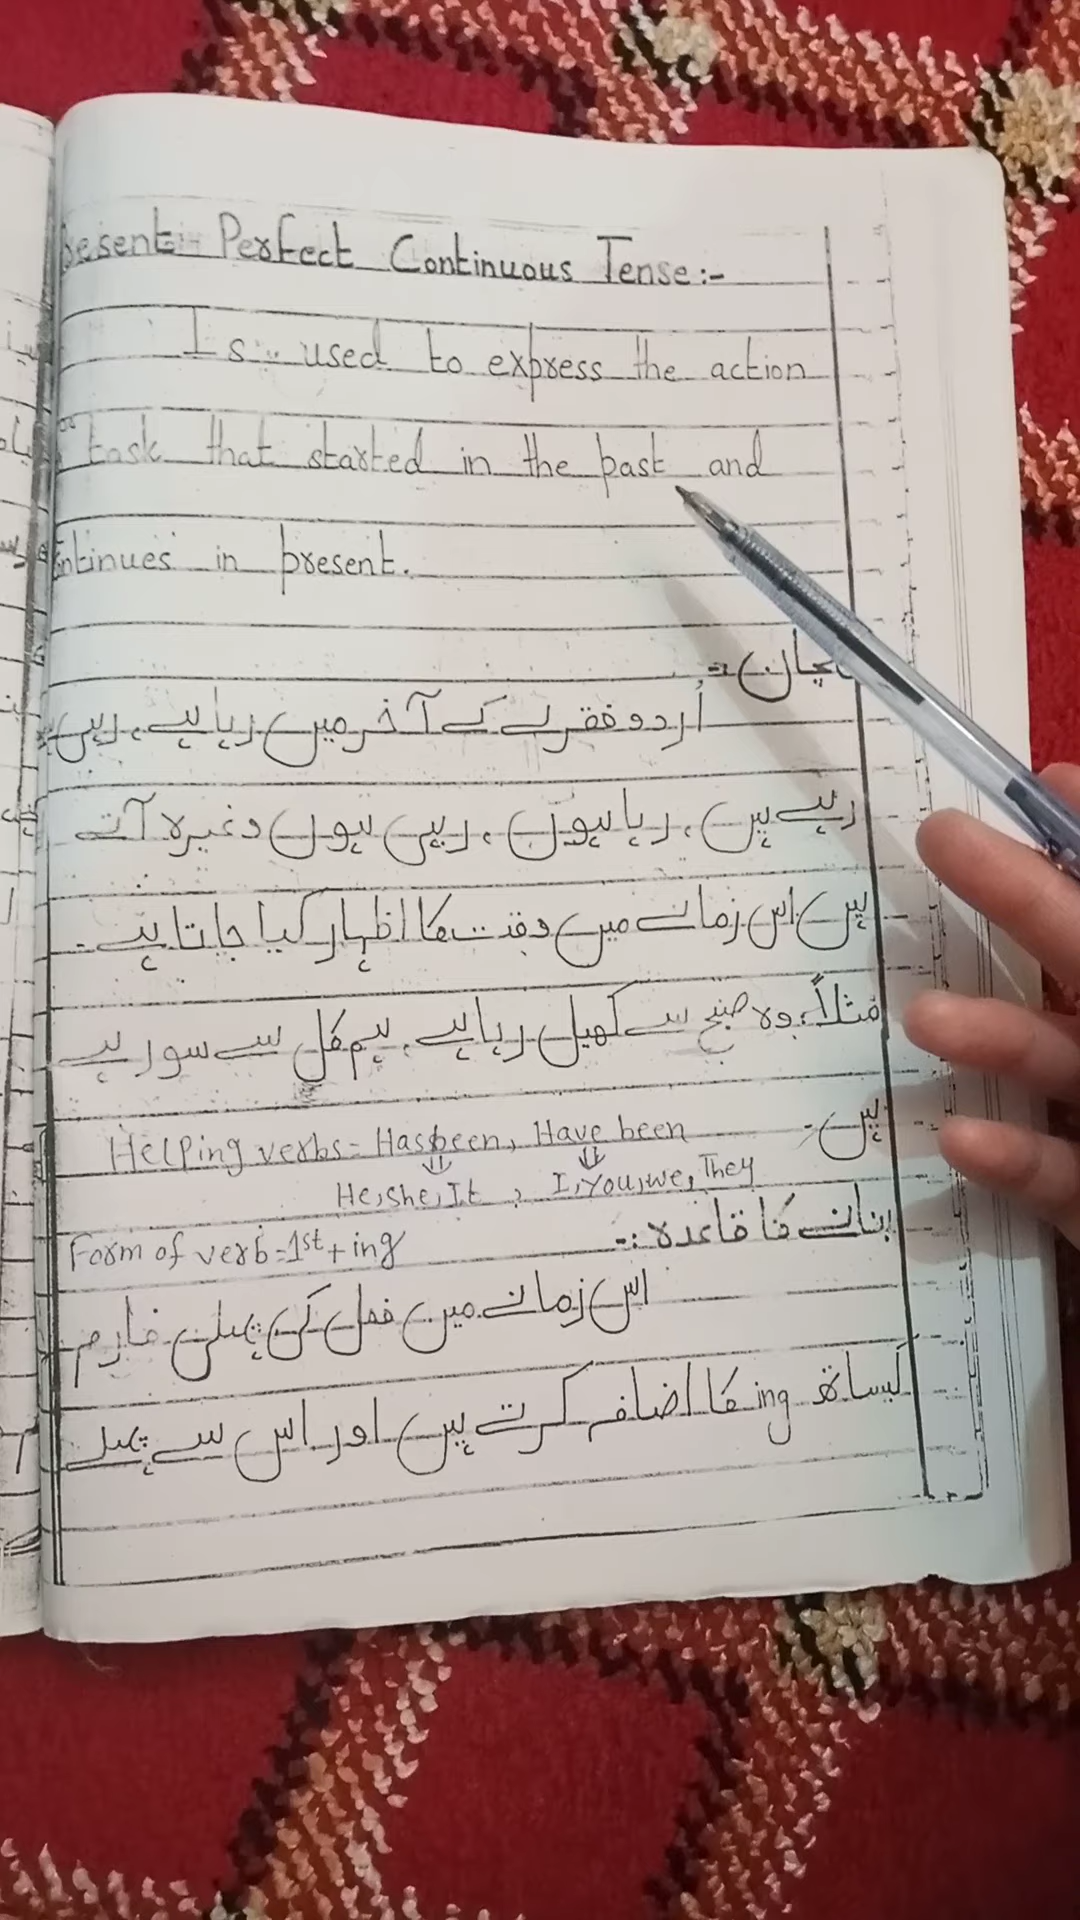 Present Perfect Continuous Tense:-
Is used to express the action
or task that started in the past and
continues in present.
پہچان :-
اُردو فقرے کے آخر میں رہا ہے، رہی ہے
رہے ہیں، رہا ہوں، رہی ہوں وغیرہ آتے
ہیں اس زمانے میں وقت کا اظہار کیا جاتا ہے۔
مثلاً: وہ صبح سے کھیل رہا ہے، ہم کل سے سو رہے
ہیں۔
Helping verbs = Has been, Have been
He, she, It , I, You, we, They
بنانے کا قاعدہ :-
Form of verb = 1st + ing
اس زمانے میں فعل کی پہلی فارم
کیساتھ ing کا اضافہ کرتے ہیں اور اس سے پہلے